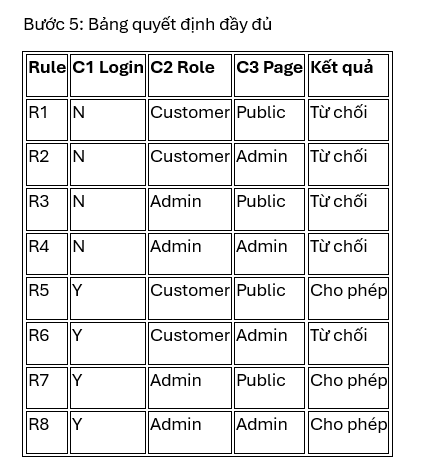 Bước 5: Bảng quyết định đầy đủ
Rule C1 Login C2 Role C3 Page Kết quả
R1 N Customer Public Từ chối
R2 N Customer Admin Từ chối
R3 N Admin Public Từ chối
R4 N Admin Admin Từ chối
R5 Y Customer Public Cho phép
R6 Y Customer Admin Từ chối
R7 Y Admin Public Cho phép
R8 Y Admin Admin Cho phép